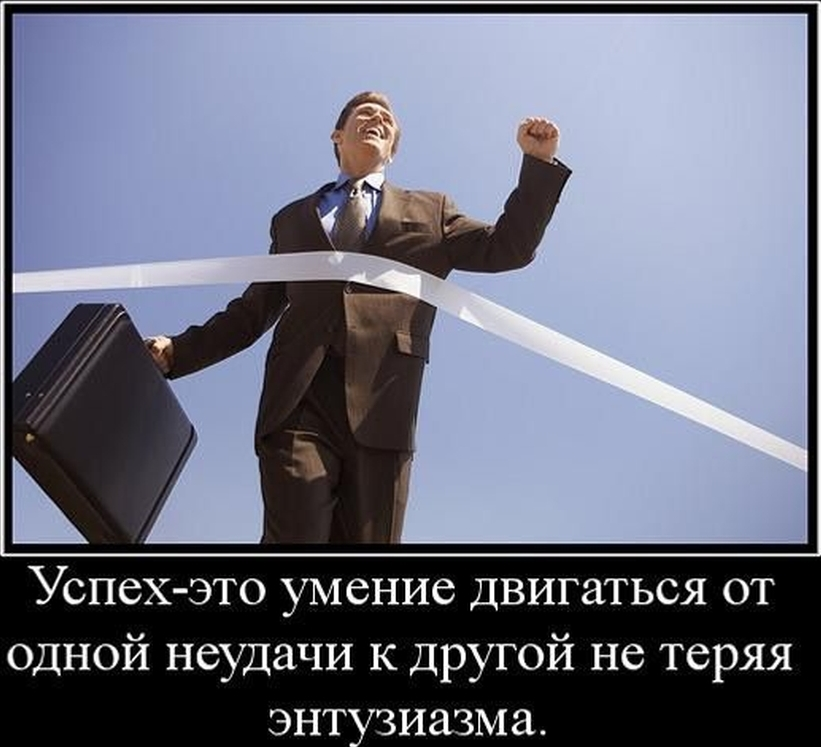 Успех-это умение двигаться от
одной неудачи к другой не теряя
энтузиазма.